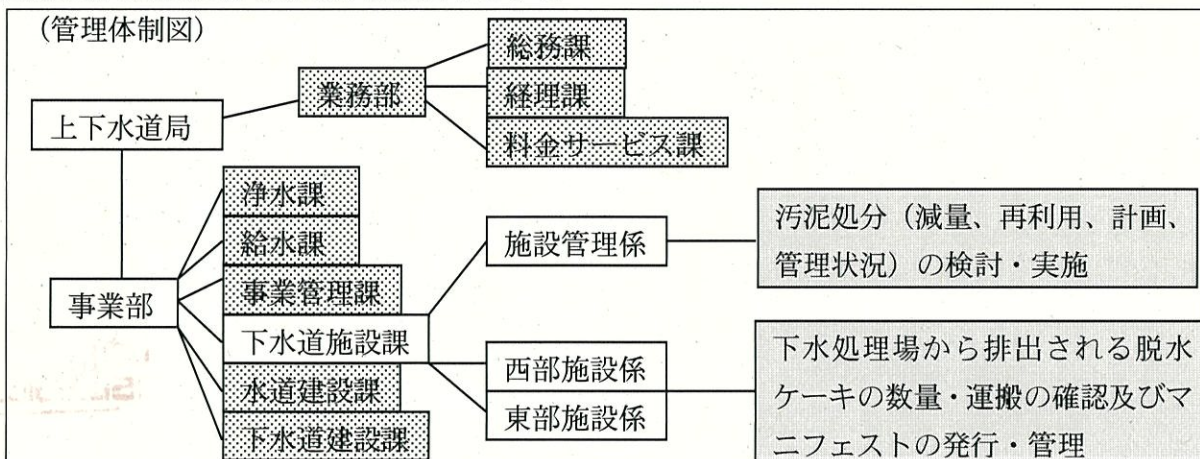 (管理体制図)
総務課
業務部
経理課
上下水道局
料金サービス課
浄水課
給水課
事業管理課
事業部
下水道施設課
水道建設課
下水道建設課
施設管理係
汚泥処分(減量、再利用、計画、
管理状況)の検討・実施
西部施設係
東部施設係
下水処理場から排出される脱水
ケーキの数量・運搬の確認及びマ
ニフェストの発行・管理